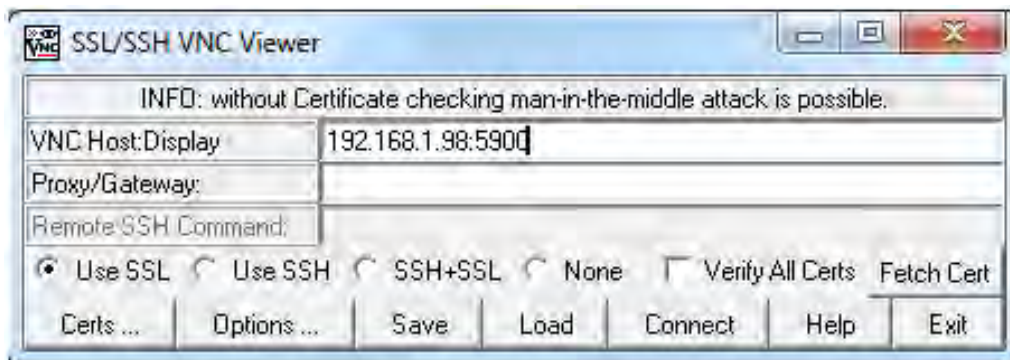 VNC SSL/SSH VNC Viewer
INFO: without Certificate checking man-in-the-middle attack is possible.
VNC Host:Display 192.168.1.98:5900
Proxy/Gateway:
Remote SSH Command:
Use SSL Use SSH SSH+SSL None Verify All Certs Fetch Cert
Certs ... Options ... Save Load Connect Help Exit